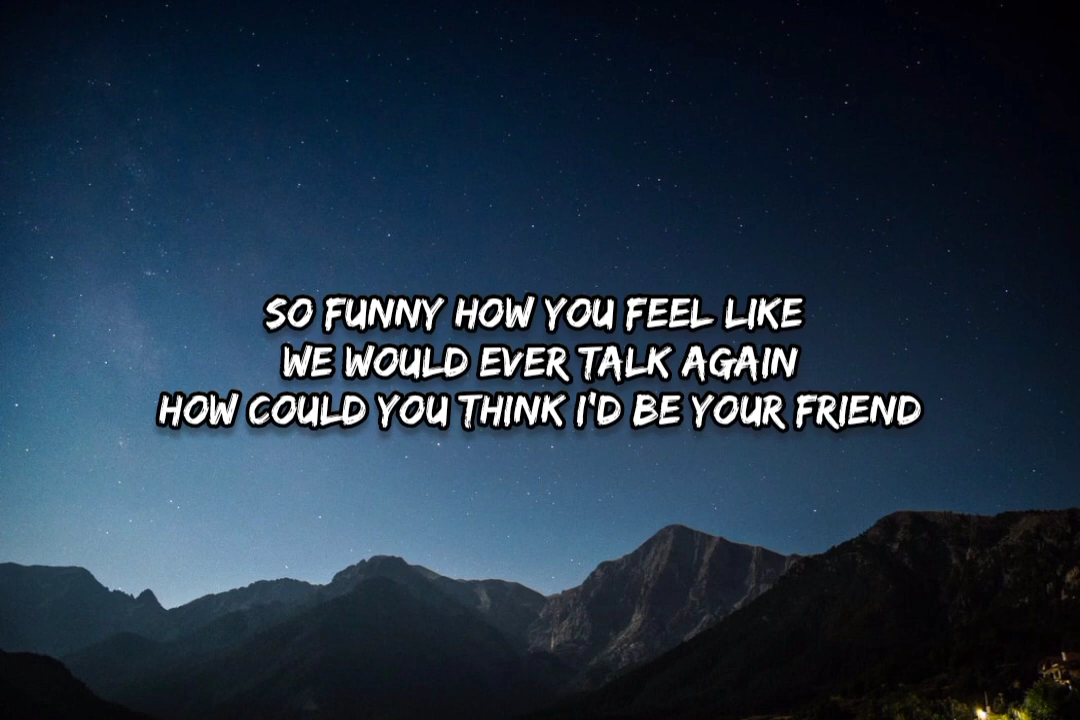 SO FUNNY HOW YOU FEEL LIKE
WE WOULD EVER TALK AGAIN
HOW COULD YOU THINK I'D BE YOUR FRIEND